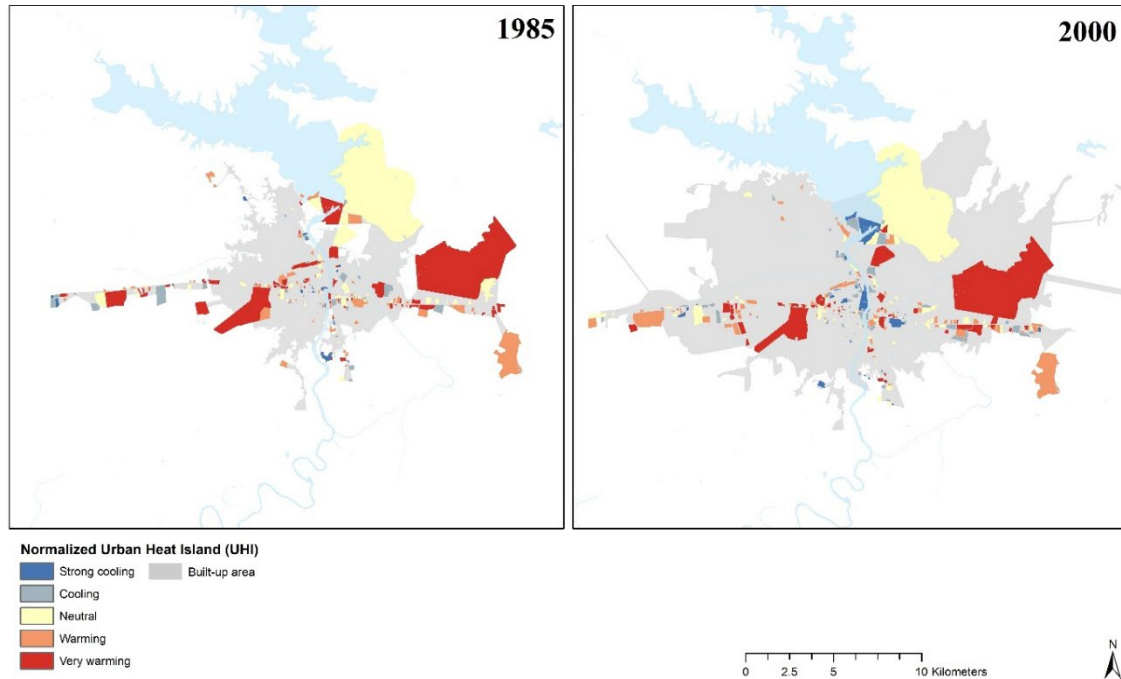 1985
2000
Normalized Urban Heat Island (UHI)
Strong cooling
Built-up area
Cooling
Neutral
Warming
Very warming
0 2.5 5 10 Kilometers
N